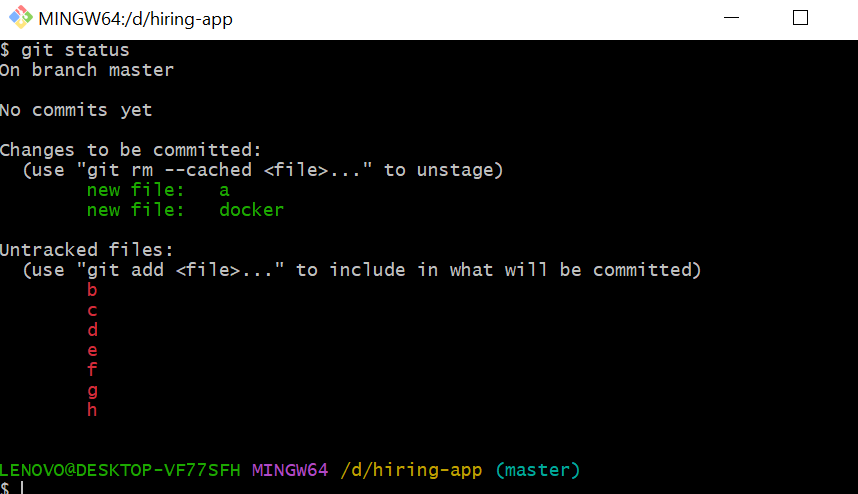 MINGW64:/d/hiring-app
$ git status
On branch master
No commits yet
Changes to be committed:
  (use "git rm --cached <file>..." to unstage)
        new file:   a
        new file:   docker
Untracked files:
  (use "git add <file>..." to include in what will be committed)
        b
        c
        d
        e
        f
        g
        h
LENOVO@DESKTOP-VF77SFH MINGW64 /d/hiring-app (master)
$